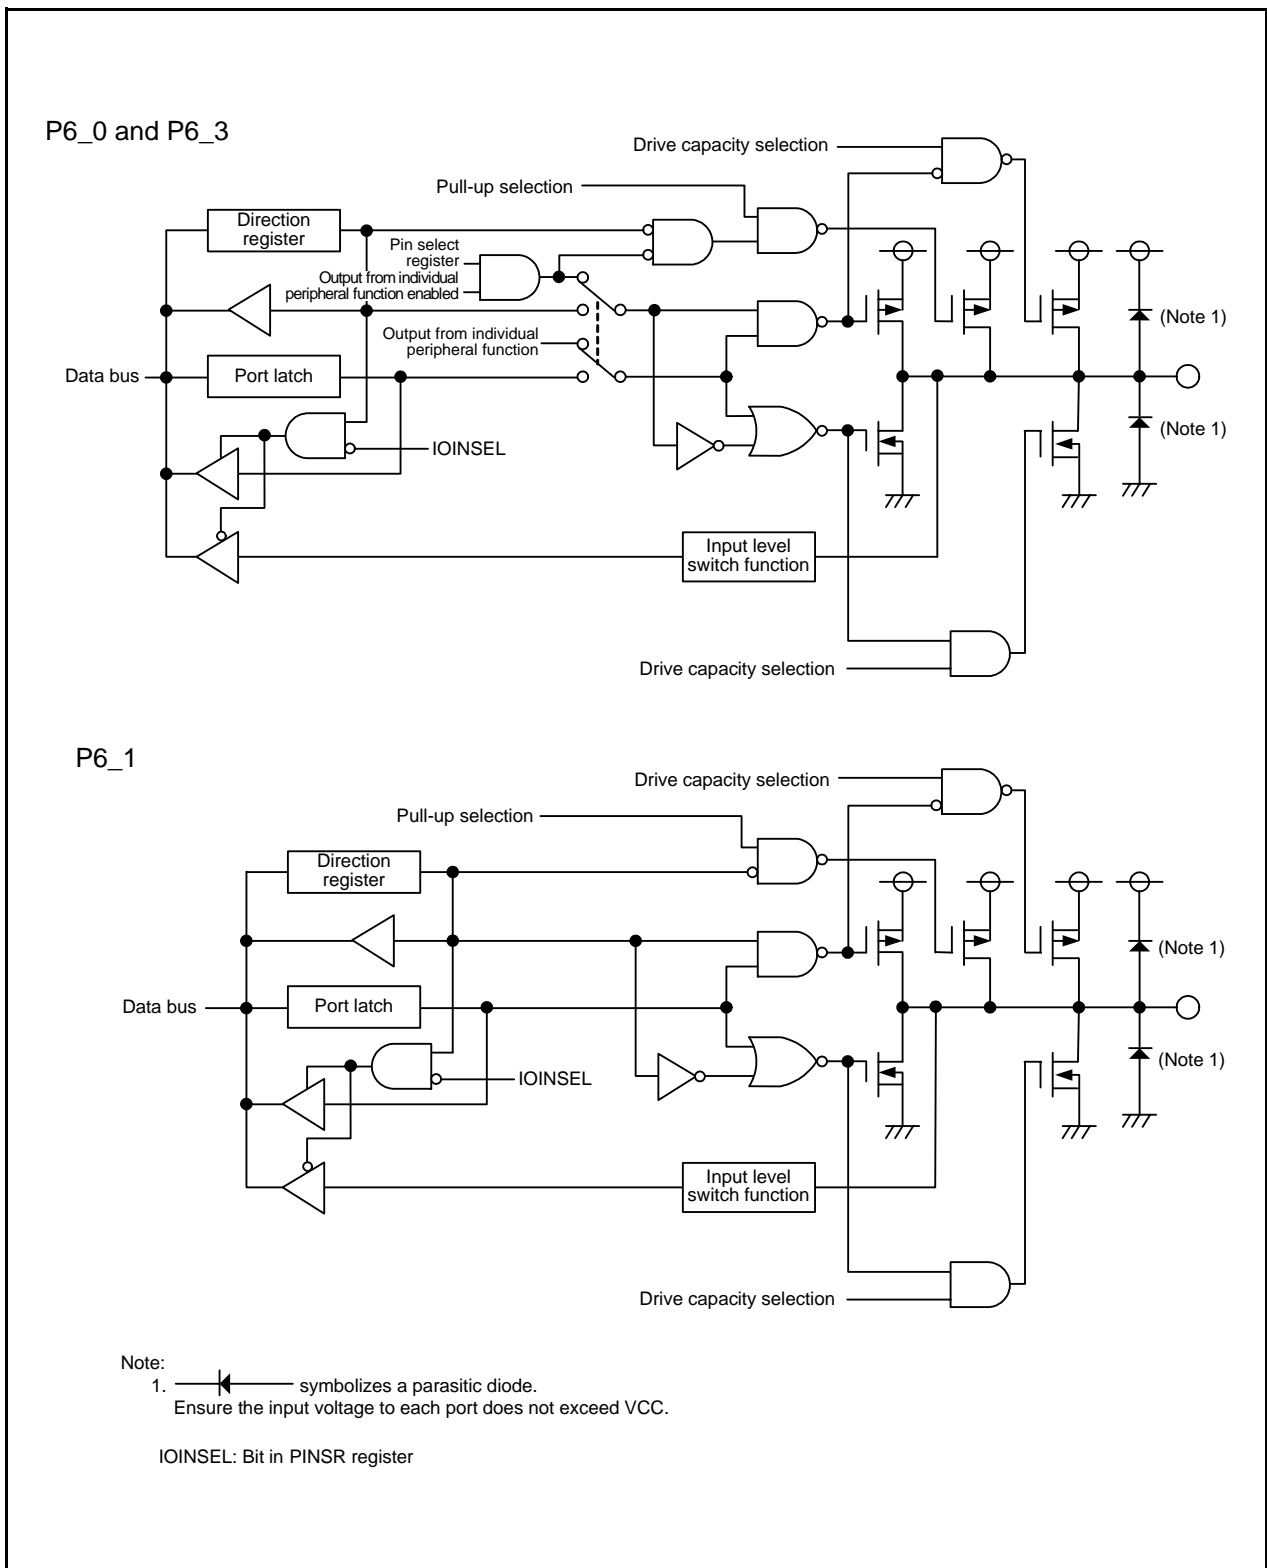 P6_0 and P6_3
Drive capacity selection
Pull-up selection
Direction
register
Pin select
register
Output from individual
peripheral function enabled
(Note 1)
Output from individual
peripheral function
Data bus
Port latch
(Note 1)
IOINSEL
Input level
switch function
Drive capacity selection
P6_1
Drive capacity selection
Pull-up selection
Direction
register
(Note 1)
Data bus
Port latch
(Note 1)
IOINSEL
Input level
switch function
Drive capacity selection
Note:
1. symbolizes a parasitic diode.
Ensure the input voltage to each port does not exceed VCC.
IOINSEL: Bit in PINSR register